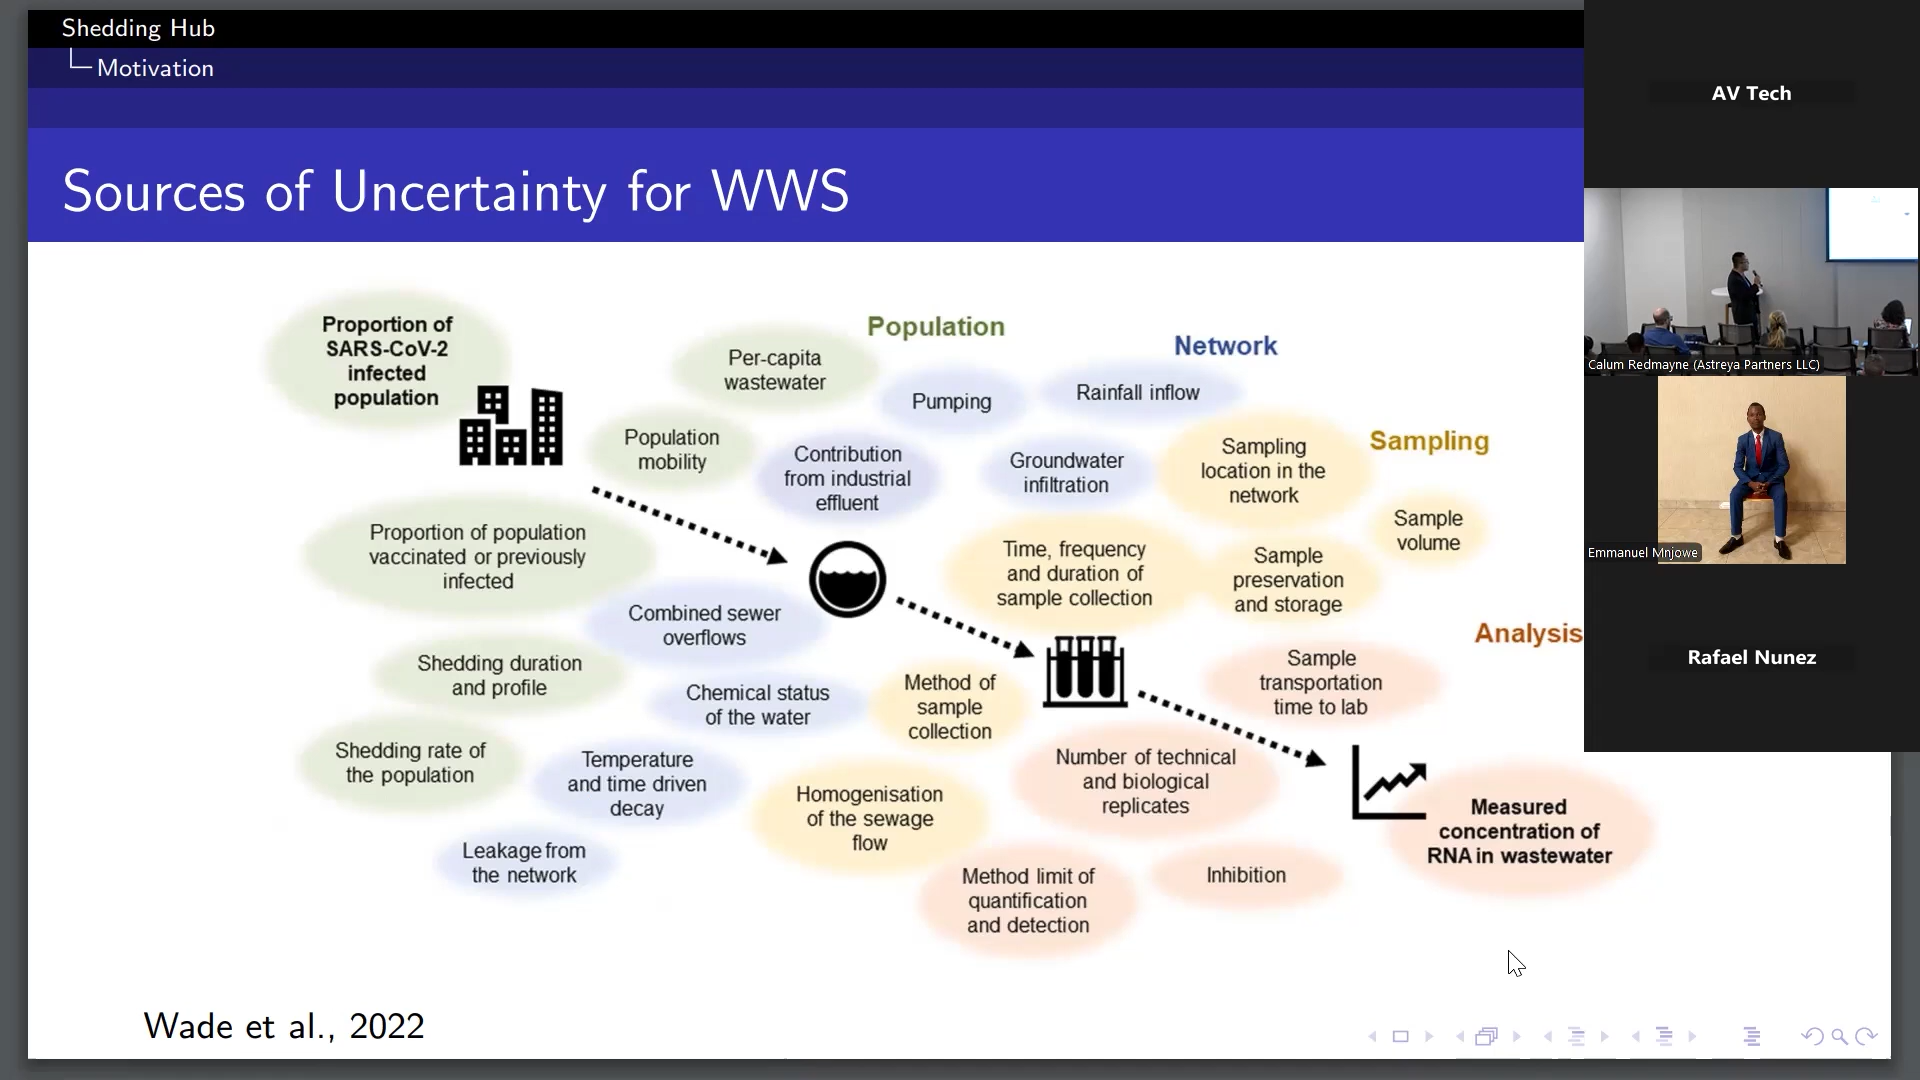 Shedding Hub
Motivation
Sources of Uncertainty for WWS
Proportion of
SARS-CoV-2
infected
population
Per-capita
wastewater
Population
Network
Pumping
Rainfall inflow
Population
mobility
Contribution
from industrial
effluent
Groundwater
infiltration
Sampling
location in the
network
Sampling
Sample
volume
Proportion of population
vaccinated or previously
infected
Time, frequency
and duration of
sample collection
Sample
preservation
and storage
Combined sewer
overflows
Analysis
Shedding duration
and profile
Chemical status
of the water
Method of
sample
collection
Sample
transportation
time to lab
Shedding rate of
the population
Temperature
and time driven
decay
Homogenisation
of the sewage
flow
Number of technical
and biological
replicates
Measured
concentration of
RNA in wastewater
Leakage from
the network
Method limit of
quantification
and detection
Inhibition
Wade et al., 2022
AV Tech
Calum Redmayne (Astreya Partners LLC)
Emmanuel Mnjowe
Rafael Nunez